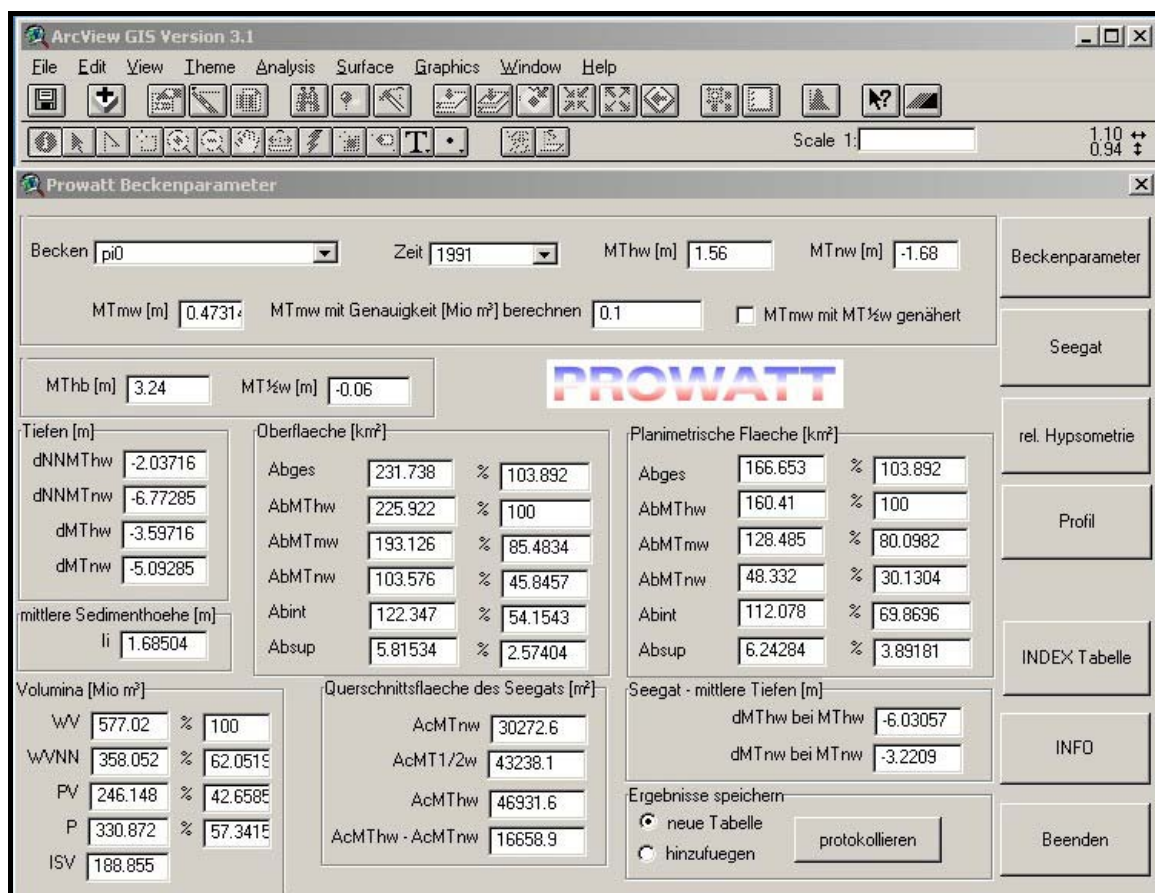 ArcView GIS Version 3.1
File Edit View Theme Analysis Surface Graphics Window Help
T
Scale 1: 1.10
0.94
Prowatt Beckenparameter
Becken pi0 Zeit 1991 MThw [m] 1.56 MTnw [m] -1.68
MTmw [m] 0.47314 MTmw mit Genauigkeit [Mio m³] berechnen 0.1 MTmw mit MT½w genähert
MThb [m] 3.24 MT½w [m] -0.06
PROWATT
Tiefen [m]
dNNMThw -2.03716
dNNMTnw -6.77285
dMThw -3.59716
dMTnw -5.09285
mittlere Sedimenthoehe [m]
li 1.68504
Oberflaeche [km²]
Abges 231.738 % 103.892
AbMThw 225.922 % 100
AbMTmw 193.126 % 85.4834
AbMTnw 103.576 % 45.8457
Abint 122.347 % 54.1543
Absup 5.81534 % 2.57404
Planimetrische Flaeche [km²]
Abges 166.653 % 103.892
AbMThw 160.41 % 100
AbMTmw 128.485 % 80.0982
AbMTnw 48.332 % 30.1304
Abint 112.078 % 69.8696
Absup 6.24284 % 3.89181
Volumina [Mio m³]
WV 577.02 % 100
WVNN 358.052 % 62.0519
PV 246.148 % 42.6585
P 330.872 % 57.3415
ISV 188.855
Querschnittsflaeche des Seegats [m²]
AcMTnw 30272.6
AcMT1/2w 43238.1
AcMThw 46931.6
AcMThw - AcMTnw 16658.9
Seegat - mittlere Tiefen [m]
dMThw bei MThw -6.03057
dMTnw bei MTnw -3.2209
Ergebnisse speichern
neue Tabelle
hinzufuegen
protokollieren
Beckenparameter
Seegat
rel. Hypsometrie
Profil
INDEX Tabelle
INFO
Beenden